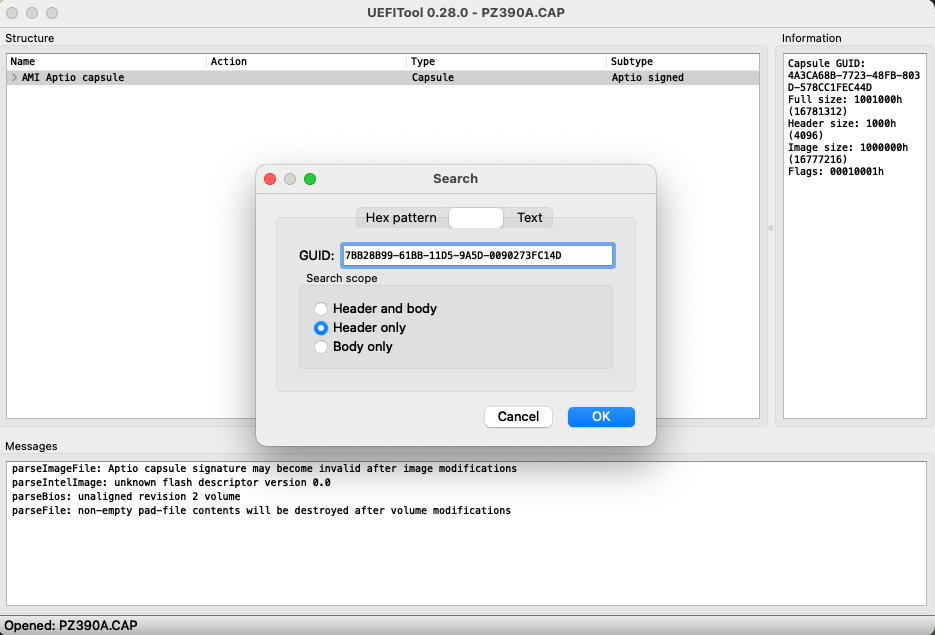 UEFITool 0.28.0 - PZ390A.CAP
Structure
Information
Name Action Type Subtype
AMI Aptio capsule Capsule Aptio signed
Capsule GUID:
4A3CA68B-7723-48FB-803
D-578CC1FEC44D
Full size: 1001000h
(16781312)
Header size: 1000h
(4096)
Image size: 1000000h
(16777216)
Flags: 00010001h
Search
Hex pattern Text
GUID: 7BB28B99-61BB-11D5-9A5D-0090273FC14D
Search scope
Header and body
Header only
Body only
Cancel OK
Messages
parseImageFile: Aptio capsule signature may become invalid after image modifications
parseIntelImage: unknown flash descriptor version 0.0
parseBios: unaligned revision 2 volume
parseFile: non-empty pad-file contents will be destroyed after volume modifications
Opened: PZ390A.CAP